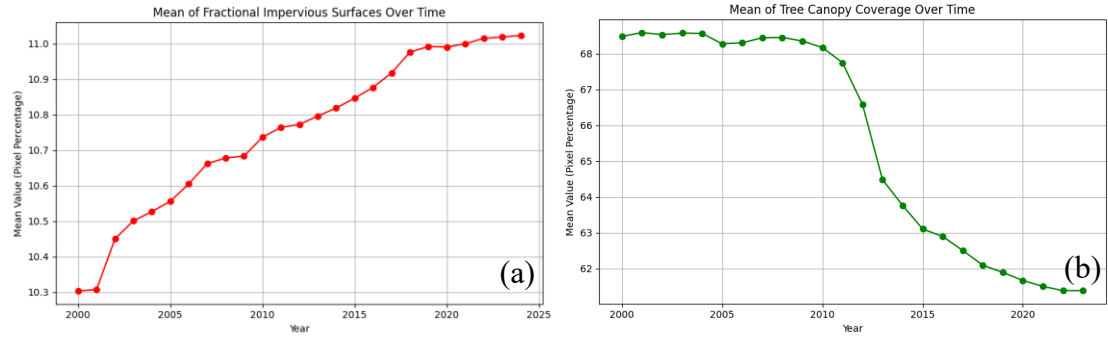 Mean of Fractional Impervious Surfaces Over Time
11.0
10.9
10.8
10.7
10.6
10.5
10.4
10.3
Mean Value (Pixel Percentage)
2000 2005 2010 2015 2020 2025
Year
(a)
Mean of Tree Canopy Coverage Over Time
68
67
66
65
64
63
62
Mean Value (Pixel Percentage)
2000 2005 2010 2015 2020
Year
(b)